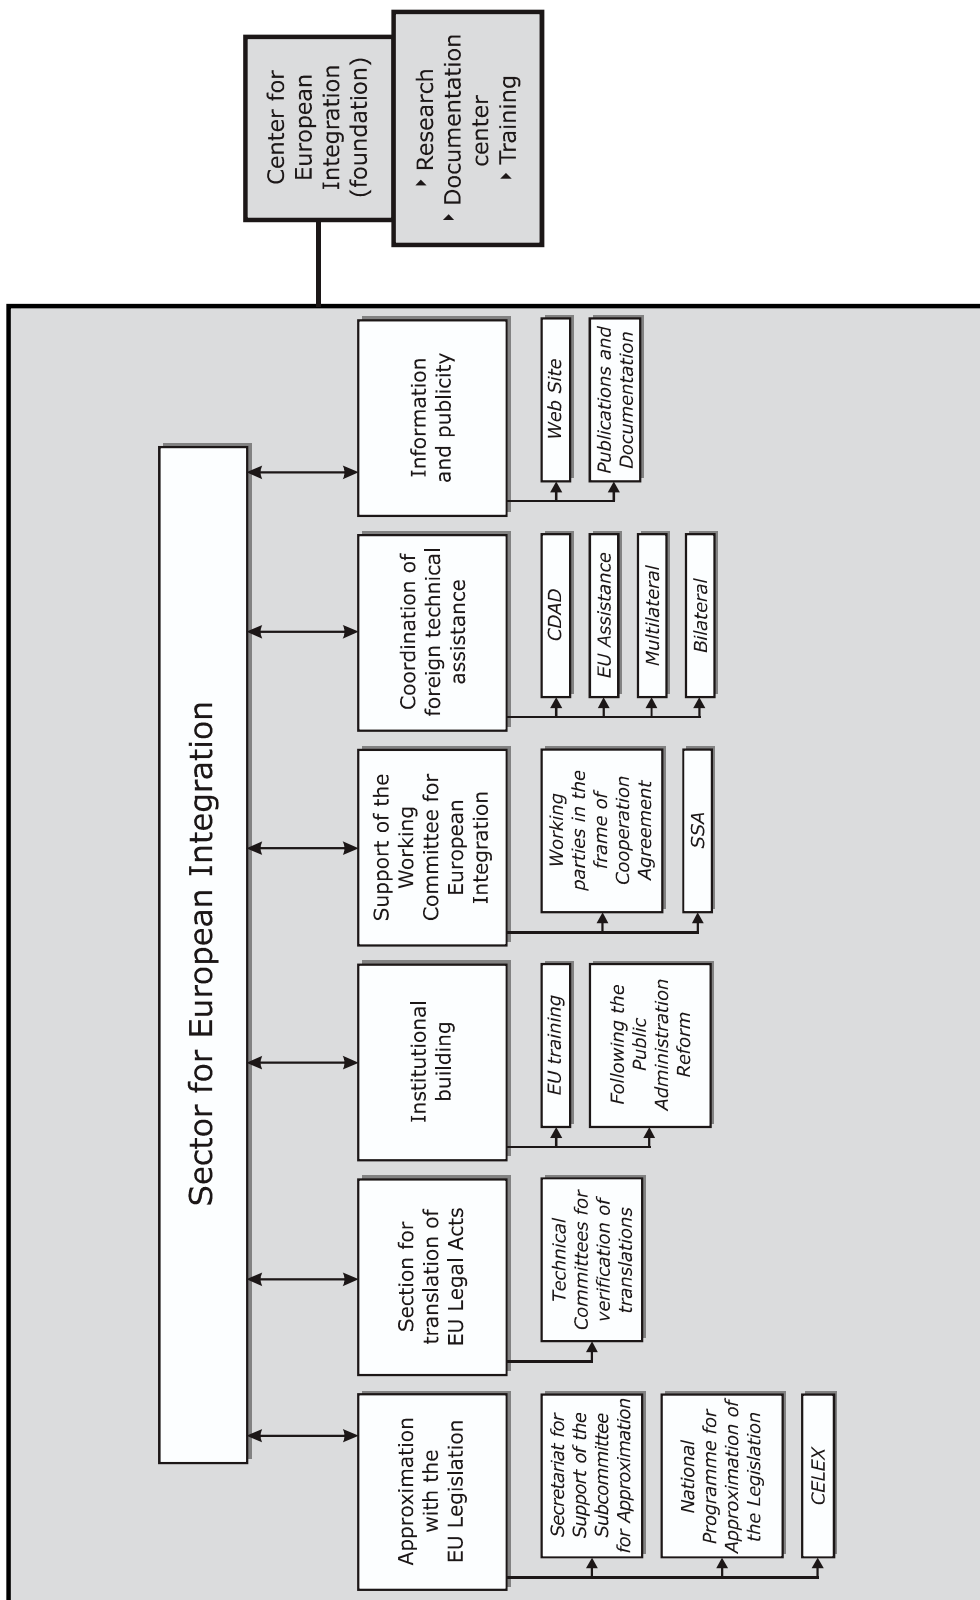 Sector for European Integration
Approximation
with the
EU Legislation
Secretariat for
Support of the
Subcommittee
for Approximation
National
Programme for
Approximation of
the Legislation
CELEX
Section for
translation of
EU Legal Acts
Technical
Committees for
verification of
translations
Institutional
building
EU training
Following the
Public
Administration
Reform
Support of the
Working
Committee for
European
Integration
Working
parties in the
frame of
Cooperation
Agreement
SSA
Coordination of
foreign technical
assistance
CDAD
EU Assistance
Multilateral
Bilateral
Information
and publicity
Web Site
Publications and
Documentation
Center for
European
Integration
(foundation)
Research
Documentation
center
Training